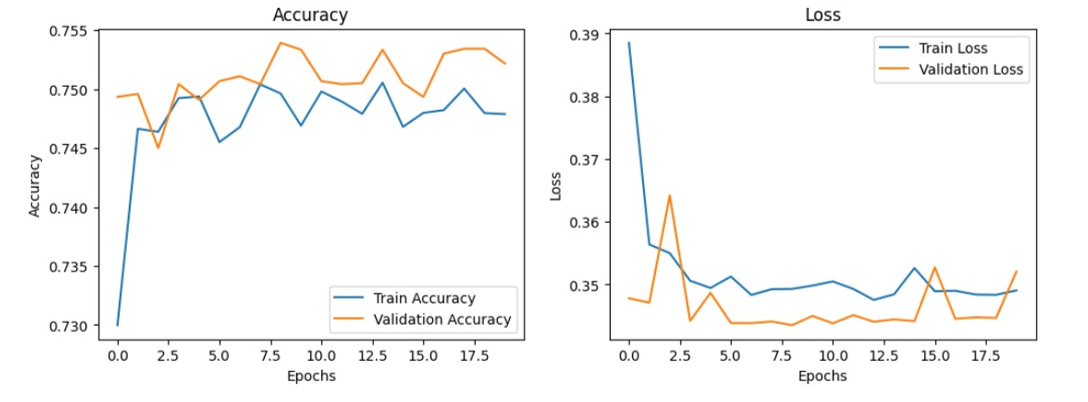 Accuracy
0.755
0.750
0.745
0.740
0.735
0.730
Accuracy
Train Accuracy
Validation Accuracy
0.0 2.5 5.0 7.5 10.0 12.5 15.0 17.5
Epochs
Loss
0.39
0.38
0.37
0.36
0.35
Loss
Train Loss
Validation Loss
0.0 2.5 5.0 7.5 10.0 12.5 15.0 17.5
Epochs